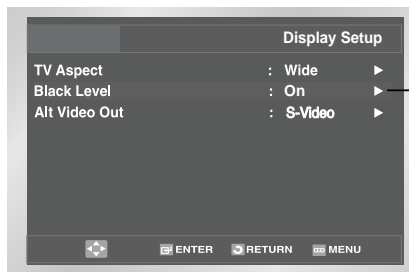 Display Setup
TV Aspect : Wide ►
Black Level : On ►
Alt Video Out : S-Video ►
ENTER RETURN MENU